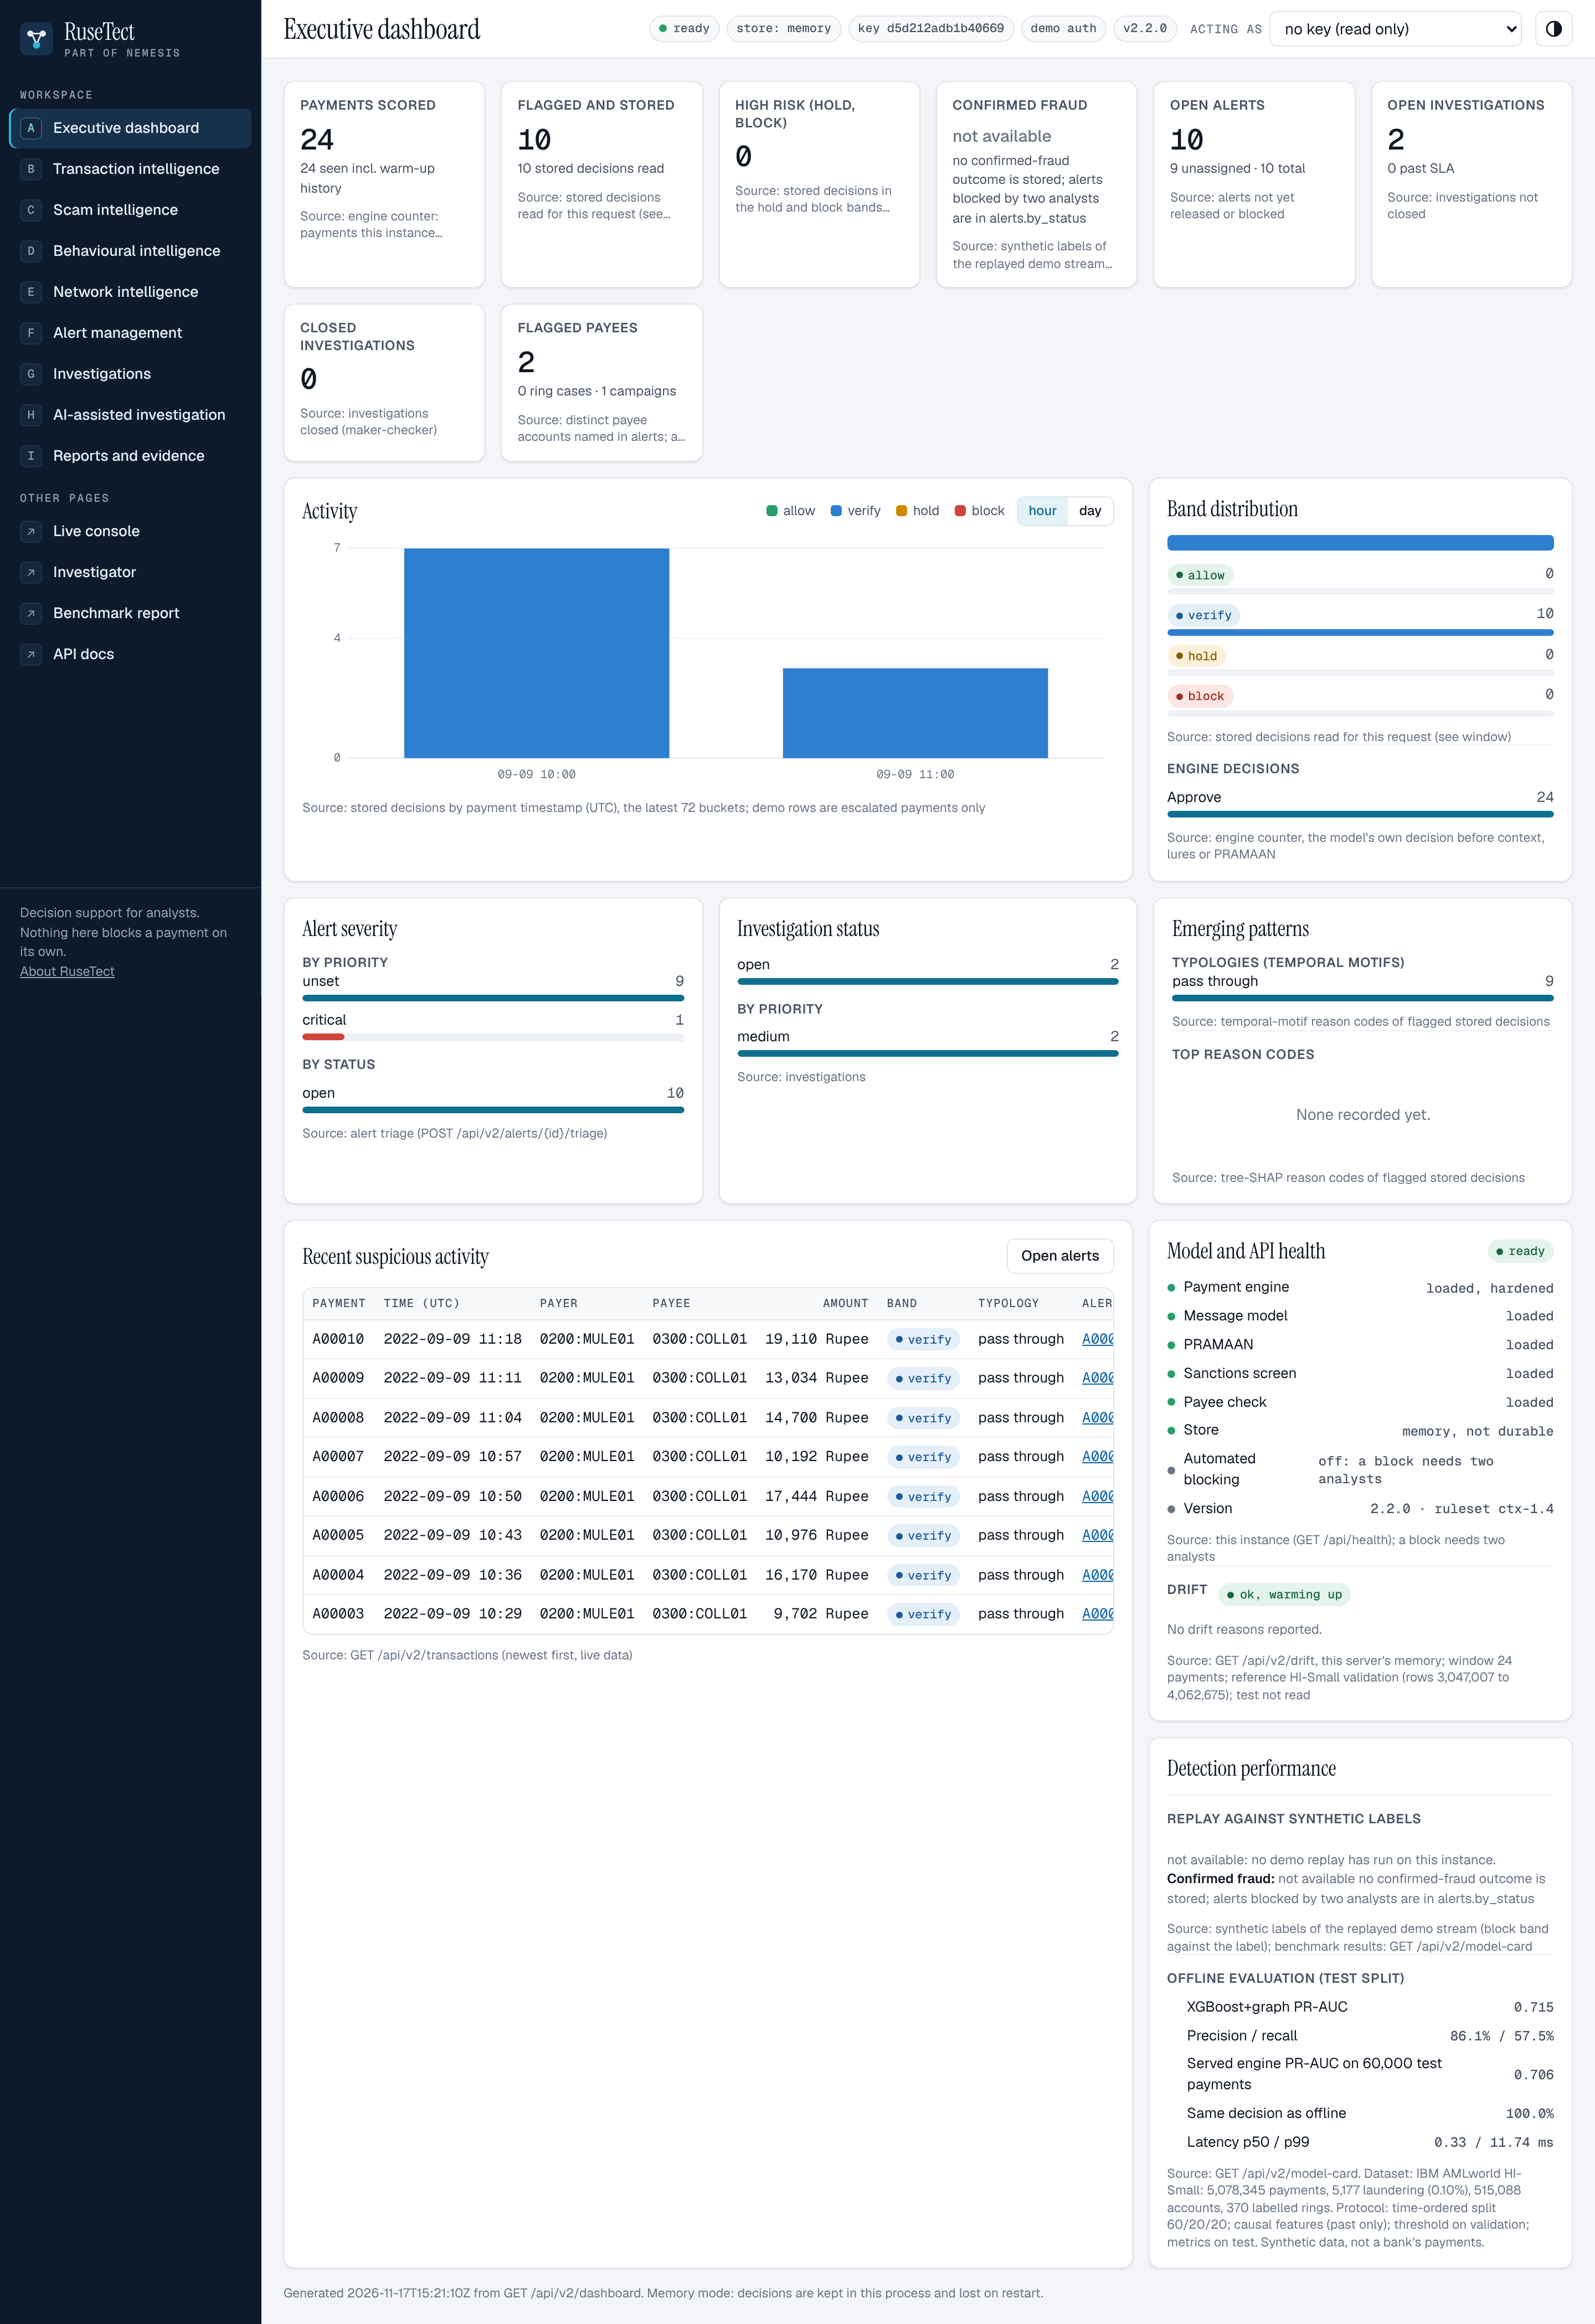 RuseTect
PART OF NEMESIS
WORKSPACE
A Executive dashboard
B Transaction intelligence
C Scam intelligence
D Behavioural intelligence
E Network intelligence
F Alert management
G Investigations
H AI-assisted investigation
I Reports and evidence
OTHER PAGES
↗ Live console
↗ Investigator
↗ Benchmark report
↗ API docs
Decision support for analysts.
Nothing here blocks a payment on
its own.
About RuseTect
Executive dashboard
ready
store: memory
key d5d212adb1b40669
demo auth
v2.2.0
ACTING AS
no key (read only)
PAYMENTS SCORED
24
24 seen incl. warm-up
history
Source: engine counter:
payments this instance...
FLAGGED AND STORED
10
10 stored decisions read
Source: stored decisions
read for this request (see...
HIGH RISK (HOLD,
BLOCK)
0
Source: stored decisions in
the hold and block bands...
CONFIRMED FRAUD
not available
no confirmed-fraud
outcome is stored; alerts
blocked by two analysts
are in alerts.by_status
Source: synthetic labels of
the replayed demo stream...
OPEN ALERTS
10
9 unassigned · 10 total
Source: alerts not yet
released or blocked
OPEN INVESTIGATIONS
2
0 past SLA
Source: investigations not
closed
CLOSED
INVESTIGATIONS
0
Source: investigations
closed (maker-checker)
FLAGGED PAYEES
2
0 ring cases · 1 campaigns
Source: distinct payee
accounts named in alerts; a...
Activity
allow verify hold block
hour day
7
4
0
09-09 10:00 09-09 11:00
Source: stored decisions by payment timestamp (UTC), the latest 72 buckets; demo rows are escalated payments only
Band distribution
allow 0
verify 10
hold 0
block 0
Source: stored decisions read for this request (see window)
ENGINE DECISIONS
Approve 24
Source: engine counter, the model's own decision before context,
lures or PRAMAAN
Alert severity
BY PRIORITY
unset 9
critical 1
BY STATUS
open 10
Source: alert triage (POST /api/v2/alerts/{id}/triage)
Investigation status
open 2
BY PRIORITY
medium 2
Source: investigations
Emerging patterns
TYPOLOGIES (TEMPORAL MOTIFS)
pass through 9
Source: temporal-motif reason codes of flagged stored decisions
TOP REASON CODES
None recorded yet.
Source: tree-SHAP reason codes of flagged stored decisions
Recent suspicious activity
Open alerts
PAYMENT TIME (UTC) PAYER PAYEE AMOUNT BAND TYPOLOGY ALER
A00010 2022-09-09 11:18 0200:MULE01 0300:COLL01 19,110 Rupee verify pass through A000
A00009 2022-09-09 11:11 0200:MULE01 0300:COLL01 13,034 Rupee verify pass through A000
A00008 2022-09-09 11:04 0200:MULE01 0300:COLL01 14,700 Rupee verify pass through A000
A00007 2022-09-09 10:57 0200:MULE01 0300:COLL01 10,192 Rupee verify pass through A000
A00006 2022-09-09 10:50 0200:MULE01 0300:COLL01 17,444 Rupee verify pass through A000
A00005 2022-09-09 10:43 0200:MULE01 0300:COLL01 10,976 Rupee verify pass through A000
A00004 2022-09-09 10:36 0200:MULE01 0300:COLL01 16,170 Rupee verify pass through A000
A00003 2022-09-09 10:29 0200:MULE01 0300:COLL01 9,702 Rupee verify pass through A000
Source: GET /api/v2/transactions (newest first, live data)
Model and API health
ready
Payment engine loaded, hardened
Message model loaded
PRAMAAN loaded
Sanctions screen loaded
Payee check loaded
Store memory, not durable
Automated
blocking
off: a block needs two
analysts
Version 2.2.0 · ruleset ctx-1.4
Source: this instance (GET /api/health); a block needs two
analysts
DRIFT ok, warming up
No drift reasons reported.
Source: GET /api/v2/drift, this server's memory; window 24
payments; reference HI-Small validation (rows 3,047,007 to
4,062,675); test not read
Detection performance
REPLAY AGAINST SYNTHETIC LABELS
not available: no demo replay has run on this instance.
Confirmed fraud: not available no confirmed-fraud outcome is
stored; alerts blocked by two analysts are in alerts.by_status
Source: synthetic labels of the replayed demo stream (block band
against the label); benchmark results: GET /api/v2/model-card
OFFLINE EVALUATION (TEST SPLIT)
XGBoost+graph PR-AUC 0.715
Precision / recall 86.1% / 57.5%
Served engine PR-AUC on 60,000 test
payments
0.706
Same decision as offline 100.0%
Latency p50 / p99 0.33 / 11.74 ms
Source: GET /api/v2/model-card. Dataset: IBM AMLworld HI-
Small: 5,078,345 payments, 5,177 laundering (0.10%), 515,088
accounts, 370 labelled rings. Protocol: time-ordered split
60/20/20; causal features (past only); threshold on validation;
metrics on test. Synthetic data, not a bank's payments.
Generated 2026-11-17T15:21:10Z from GET /api/v2/dashboard. Memory mode: decisions are kept in this process and lost on restart.